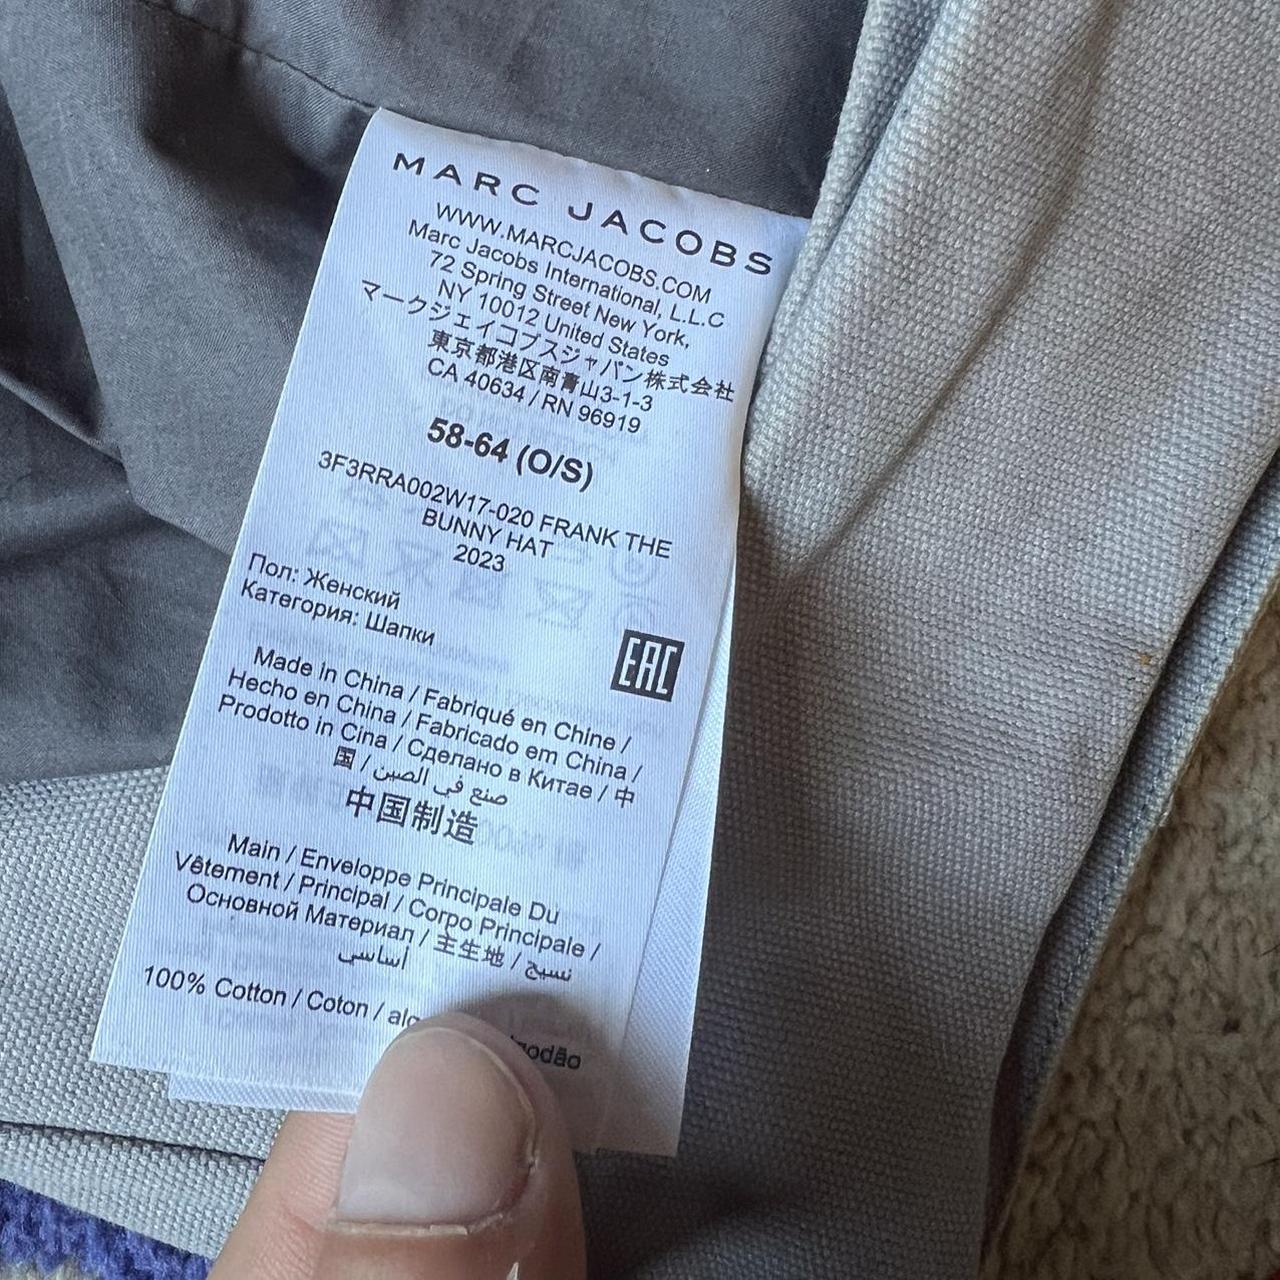 MARC JACOBS
WWW.MARCJACOBS.COM
Marc Jacobs International, L.L.C
72 Spring Street New York,
NY 10012 United States
マークジェイコブスジャパン株式会社
東京都港区南青山3-1-3
CA 40634 / RN 96919
58-64 (O/S)
3F3RRA002W17-020 FRANK THE
BUNNY HAT
2023
Пол: Женский
Категория: Шапки
EAC
Made in China / Fabriqué en Chine /
Hecho en China / Fabricado em China /
Prodotto in Cina / Сделано в Китае / 中
国 / صنع في الصين
中国制造
Main / Enveloppe Principale Du
Vêtement / Principal / Corpo Principale /
Основной Материал / 主生地 / نسيج
أساسي
100% Cotton / Coton /